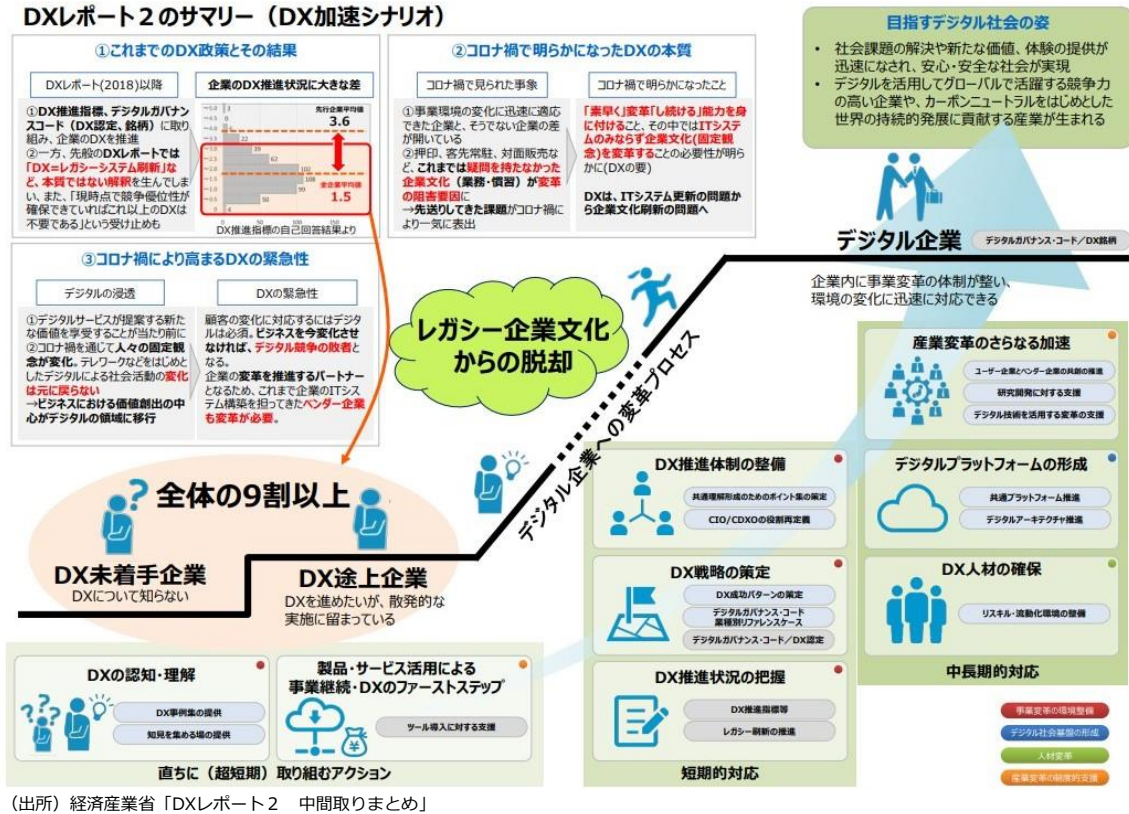 DXレポート２のサマリー（DX加速シナリオ）
①これまでのDX政策とその結果
DXレポート(2018)以降
①DX推進指標、デジタルガバナン
スコード（DX認定、銘柄）に取り
組み、企業のDXを推進
②一方、先般のDXレポートでは
「DX=レガシーシステム刷新」な
ど、本質ではない解釈を生んでしま
い、また、「現時点で競争優位性が
確保できていればこれ以上のDXは
不要である」という受け止めも
企業のDX推進状況に大きな差
先行企業平均値
3.6
全企業平均値
1.5
22
39
62
102
108
99
50
4
0
50
100
150
DX推進指標の自己回答結果より
②コロナ禍で明らかになったDXの本質
コロナ禍で見られた事象
①事業環境の変化に迅速に適応
できた企業と、そうでない企業の差
が開いている
②押印、客先常駐、対面販売な
ど、これまでは疑問を持たなかった
企業文化（業務・慣習）が変革
の阻害要因に
→先送りしてきた課題がコロナ禍に
より一気に表出
コロナ禍で明らかになったこと
「素早く」変革「し続ける」能力を身
に付けること、その中ではITシステ
ムのみならず企業文化(固定観
念)を変革することの必要性が明ら
かに(DXの要)
DXは、ITシステム更新の問題か
ら企業文化刷新の問題へ
目指すデジタル社会の姿
• 社会課題の解決や新たな価値、体験の提供が
迅速になされ、安心・安全な社会が実現
• デジタルを活用してグローバルで活躍する競争力
の高い企業や、カーボンニュートラルをはじめとした
世界の持続的発展に貢献する産業が生まれる
③コロナ禍により高まるDXの緊急性
デジタルの浸透
①デジタルサービスが提案する新た
な価値を享受することが当たり前に
②コロナ禍を通じて人々の固定観
念が変化。テレワークなどをはじめ
としたデジタルによる社会活動の変化
は元に戻らない
→ビジネスにおける価値創出の中
心がデジタルの領域に移行
DXの緊急性
顧客の変化に対応するにはデジタ
ルは必須。ビジネスを今変化させ
なければ、デジタル競争の敗者と
なる。
企業の変革を推進するパートナー
となるため、これまで企業のITシス
テム構築を担ってきたベンダー企業
も変革が必要。
レガシー企業文化
からの脱却
デジタル企業への変革プロセス
デジタル企業
デジタルガバナンス・コード／DX銘柄
企業内に事業変革の体制が整い、
環境の変化に迅速に対応できる
全体の9割以上
DX未着手企業
DXについて知らない
DX途上企業
DXを進めたいが、散発的な
実施に留まっている
DXの認知・理解
DX事例集の提供
知見を集める場の提供
製品・サービス活用による
事業継続・DXのファーストステップ
ツール導入に対する支援
直ちに（超短期）取り組むアクション
DX推進体制の整備
共通理解形成のためのポイント集の策定
CIO/CDXOの役割再定義
DX戦略の策定
DX成功パターンの策定
デジタルガバナンス・コード
業種別リファレンスケース
デジタルガバナンス・コード／DX認定
DX推進状況の把握
DX推進指標等
レガシー刷新の推進
短期的対応
産業変革のさらなる加速
ユーザー企業とベンダー企業の共創の推進
研究開発に対する支援
デジタル技術を活用する変革の支援
デジタルプラットフォームの形成
共通プラットフォーム推進
デジタルアーキテクチャ推進
DX人材の確保
リスキル・流動化環境の整備
中長期的対応
事業変革の環境整備
デジタル社会基盤の形成
人材変革
産業変革の制度的支援
（出所）経済産業省「DXレポート２　中間取りまとめ」